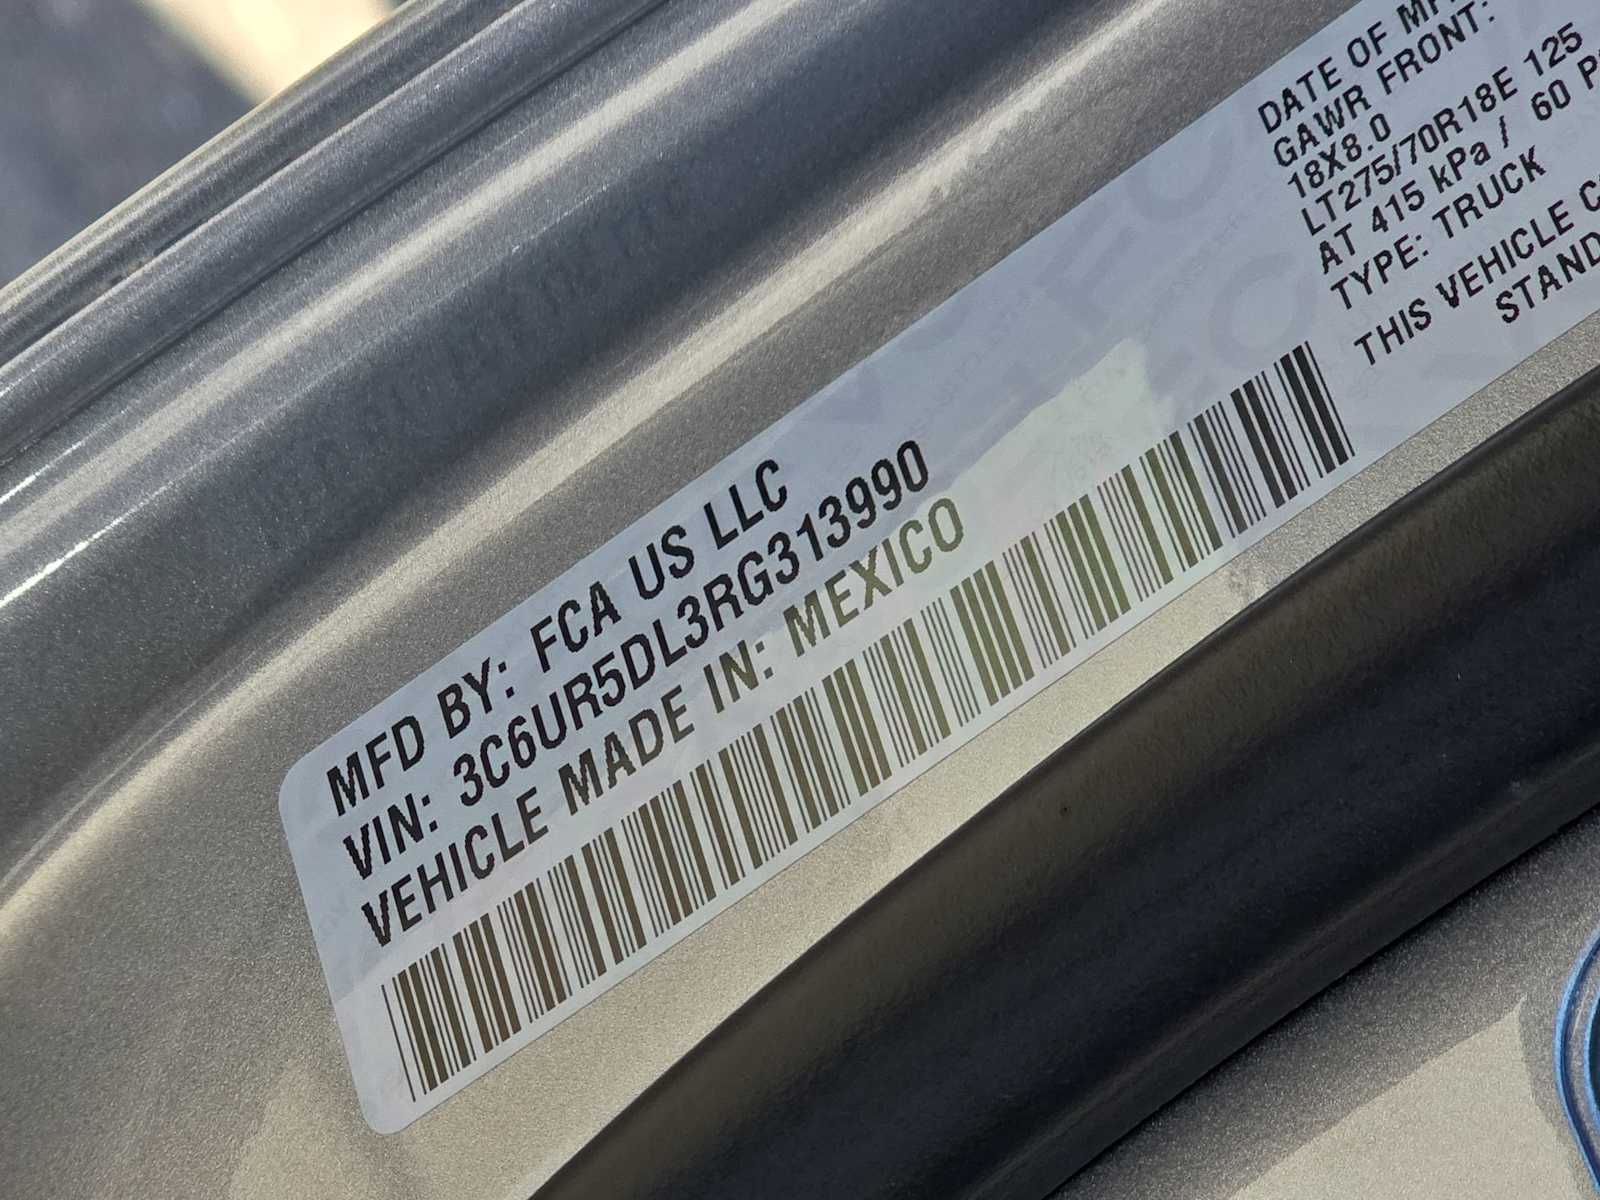 MFD BY: FCA US LLC
VIN: 3C6UR5DL3RG313990
VEHICLE MADE IN: MEXICO
DATE OF
GAWR FRONT:
18X8.0
LT275/70R18E 125
AT 415 kPa / 60
TYPE: TRUCK
THIS VEHICLE